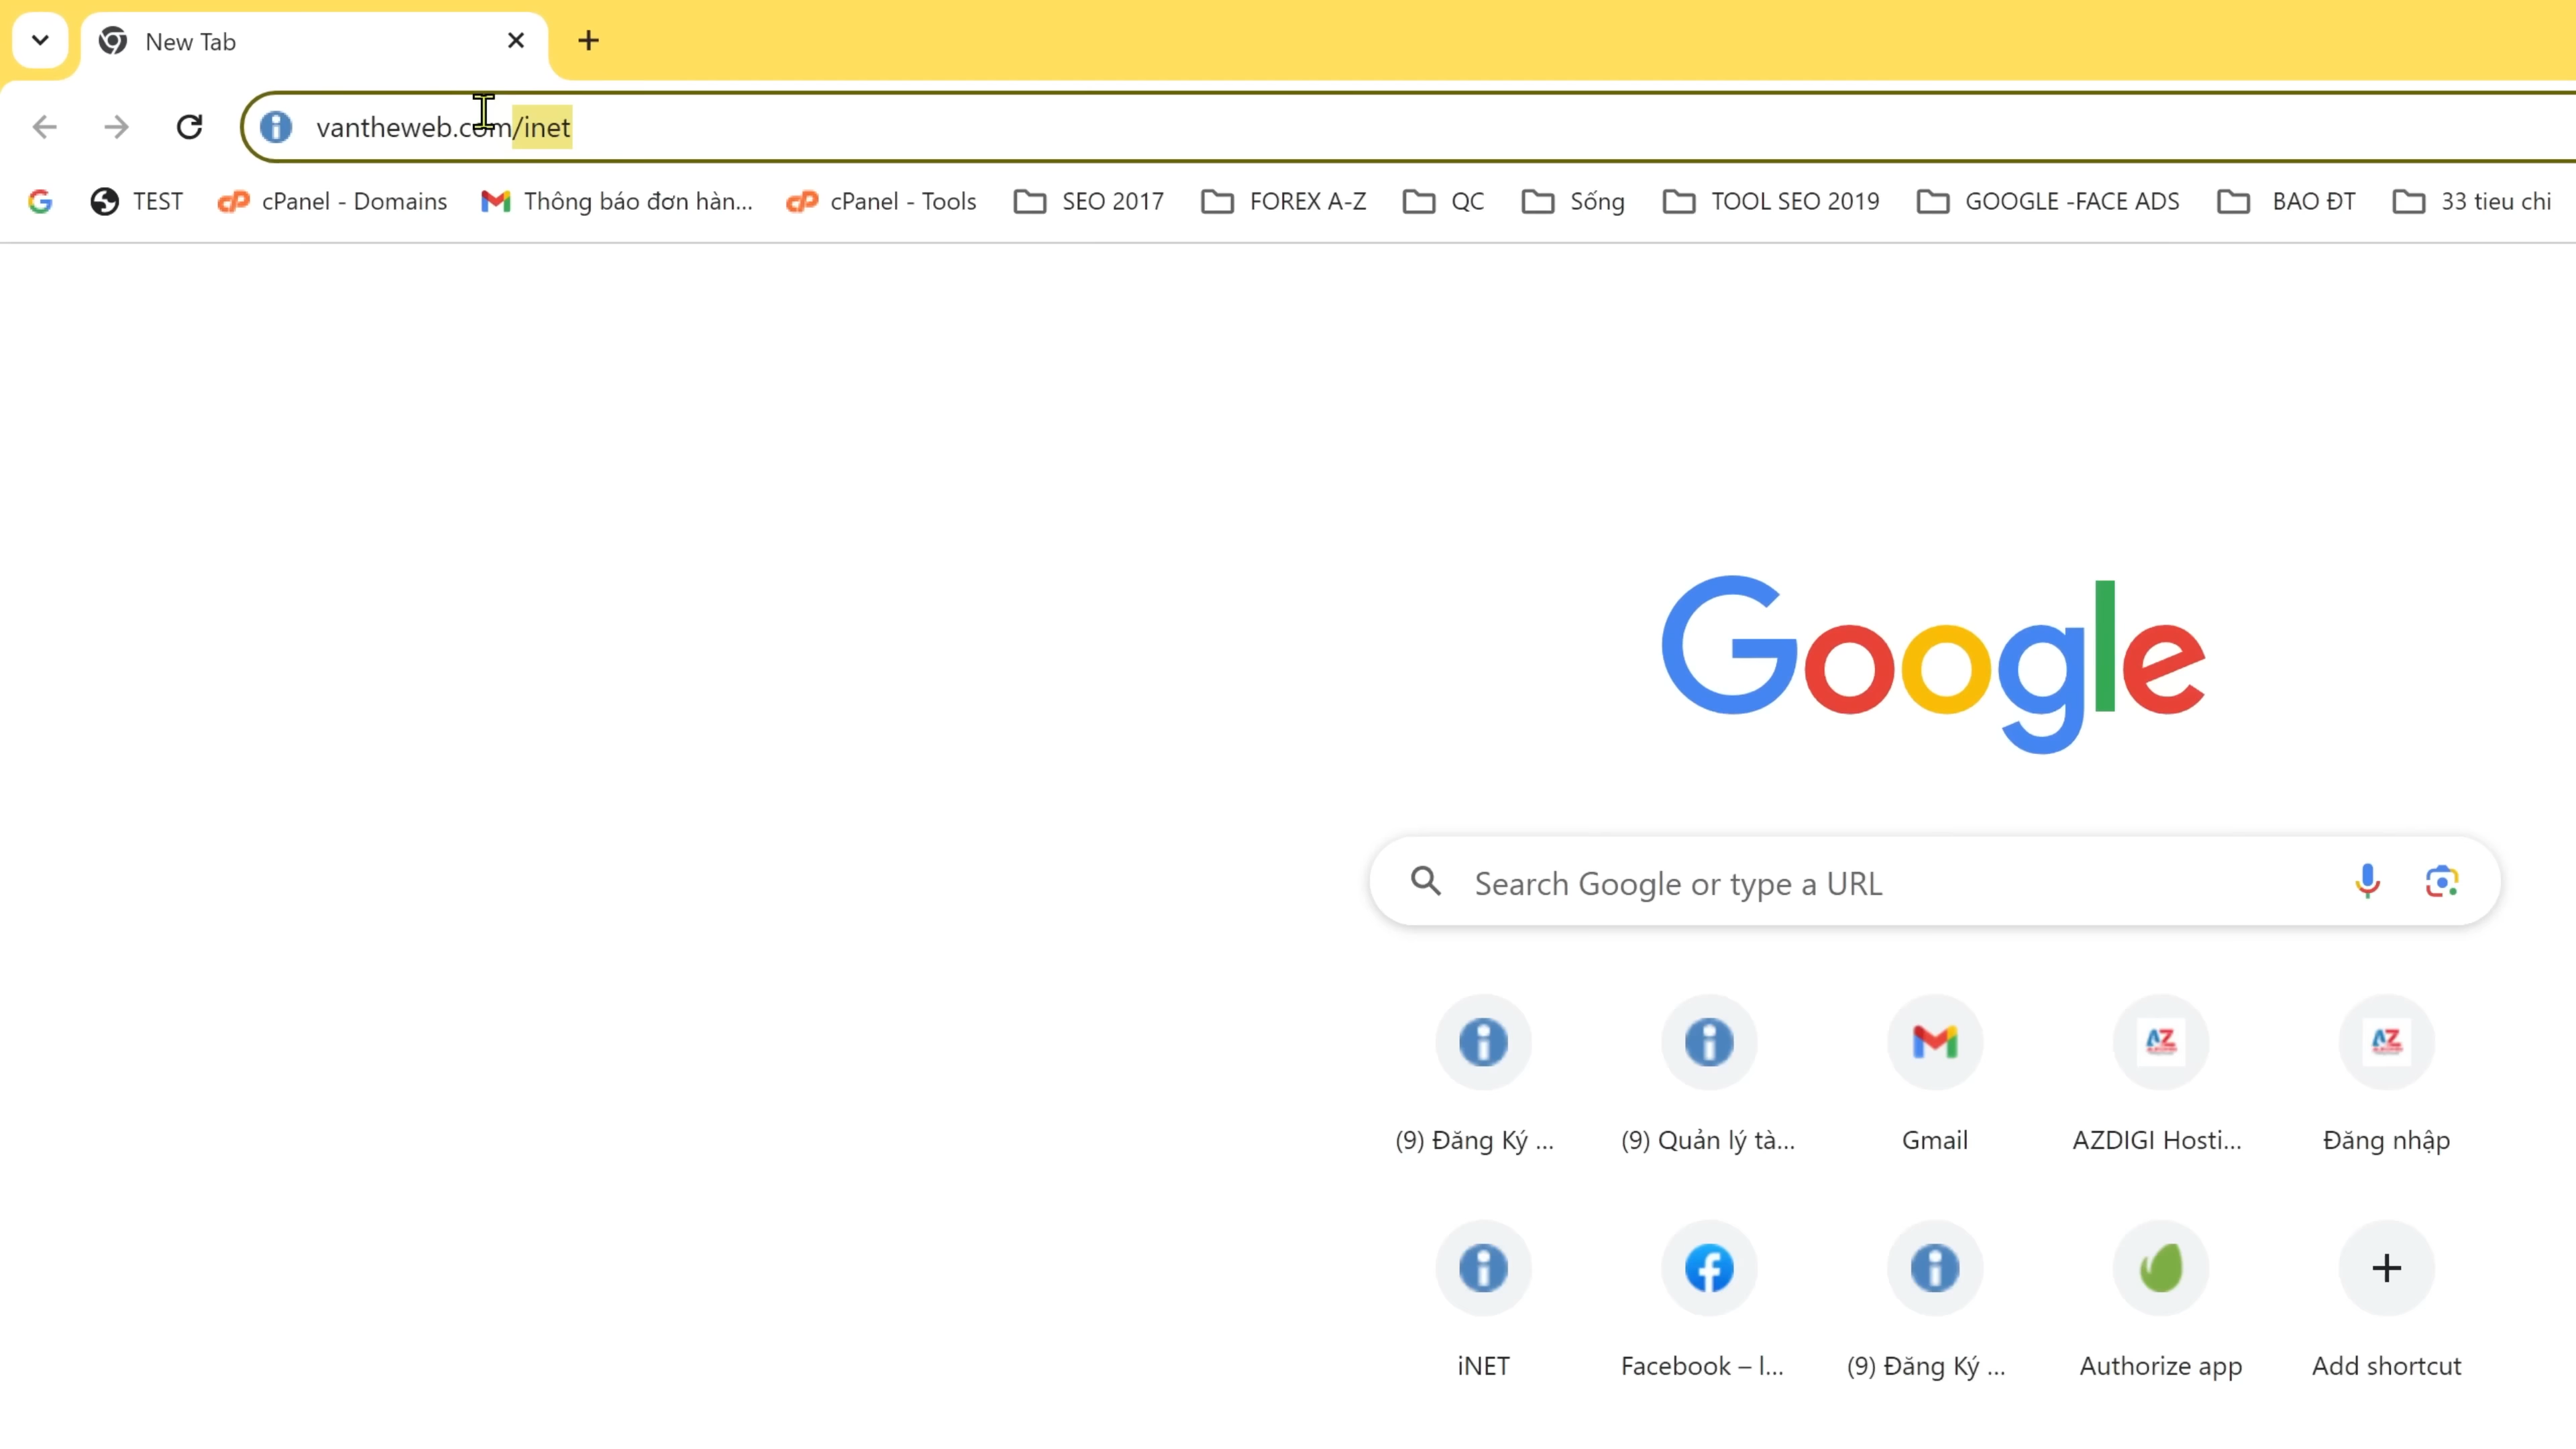 New Tab
vantheweb.com/inet
TEST cPanel - Domains Thông báo đơn hàn... cPanel - Tools SEO 2017 FOREX A-Z QC Sống TOOL SEO 2019 GOOGLE -FACE ADS BAO ĐT 33 tieu chi
Google
Search Google or type a URL
(9) Đăng Ký ... (9) Quản lý tà... Gmail AZDIGI Hosti... Đăng nhập
iNET Facebook – l... (9) Đăng Ký ... Authorize app Add shortcut